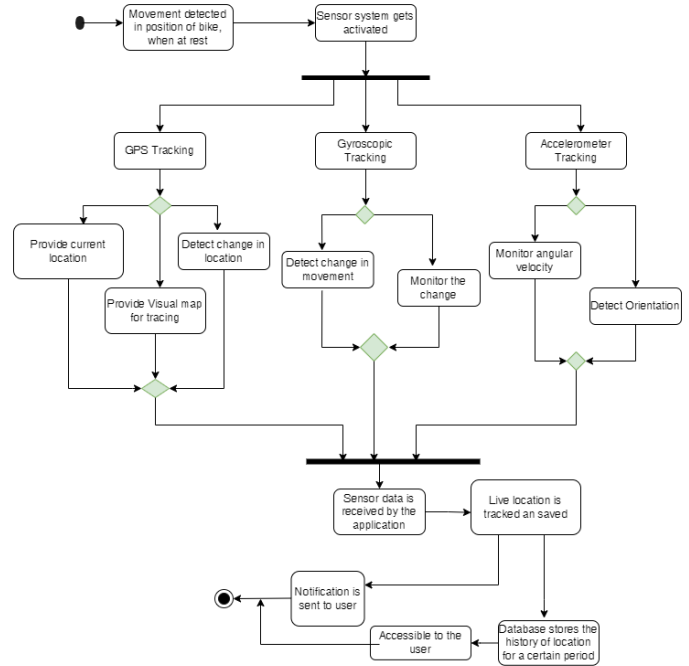 Movement detected
in position of bike,
when at rest
Sensor system gets
activated
GPS Tracking
Gyroscopic
Tracking
Accelerometer
Tracking
Provide current
location
Detect change in
location
Provide Visual map
for tracing
Detect change in
movement
Monitor the
change
Monitor angular
velocity
Detect Orientation
Sensor data is
received by the
application
Live location is
tracked an saved
Notification is
sent to user
Accessible to the
user
Database stores the
history of location
for a certain period